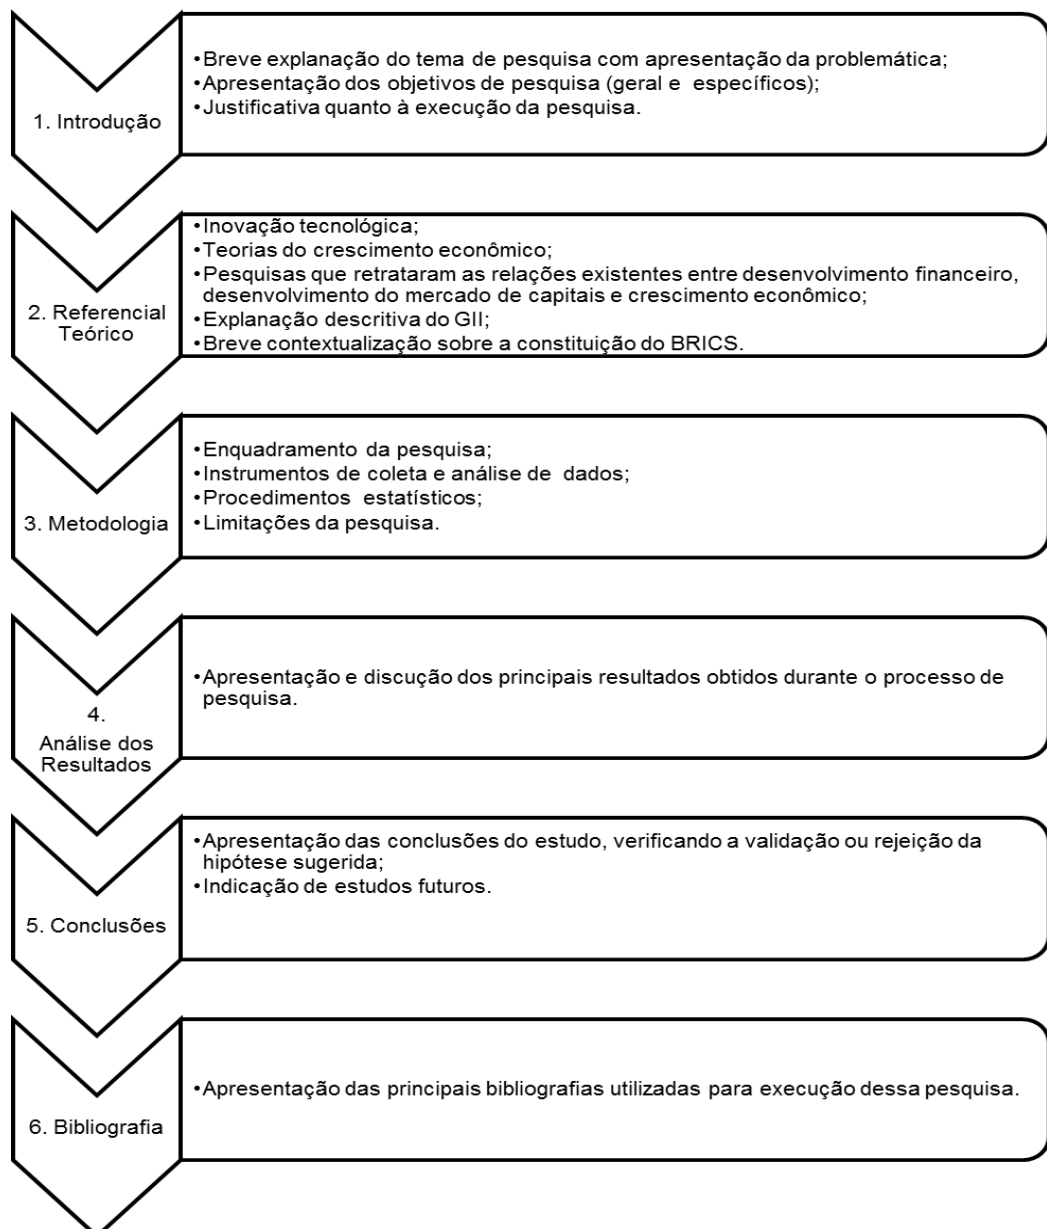 1. Introdução
•Breve explanação do tema de pesquisa com apresentação da problemática;
•Apresentação dos objetivos de pesquisa (geral e específicos);
•Justificativa quanto à execução da pesquisa.
2. Referencial
Teórico
•Inovação tecnológica;
•Teorias do crescimento econômico;
•Pesquisas que retrataram as relações existentes entre desenvolvimento financeiro,
desenvolvimento do mercado de capitais e crescimento econômico;
•Explanação descritiva do GII;
•Breve contextualização sobre a constituição do BRICS.
3. Metodologia
•Enquadramento da pesquisa;
•Instrumentos de coleta e análise de dados;
•Procedimentos estatísticos;
•Limitações da pesquisa.
4.
Análise dos
Resultados
•Apresentação e discução dos principais resultados obtidos durante o processo de
pesquisa.
5. Conclusões
•Apresentação das conclusões do estudo, verificando a validação ou rejeição da
hipótese sugerida;
•Indicação de estudos futuros.
6. Bibliografia
•Apresentação das principais bibliografias utilizadas para execução dessa pesquisa.